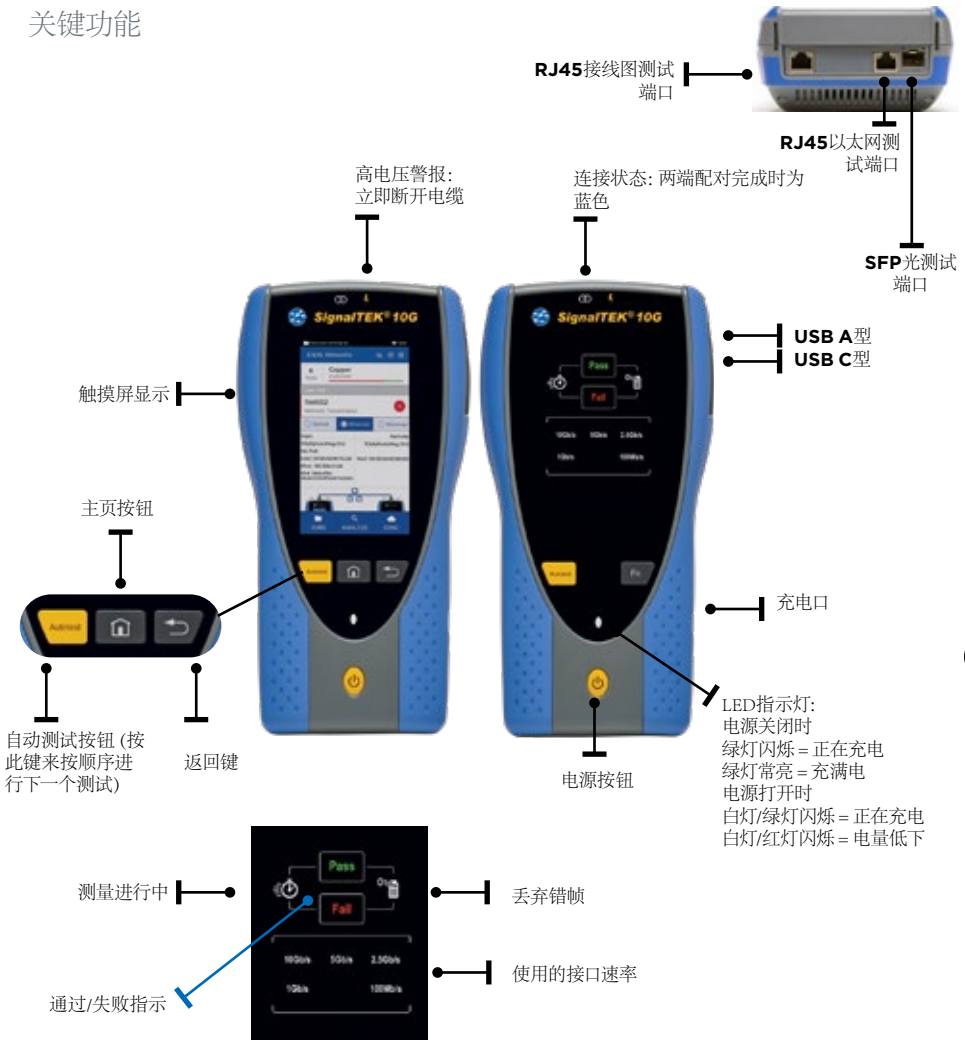 关键功能
RJ45接线图测试
端口
RJ45以太网测
试端口
SFP光测试
端口
高电压警报:
立即断开电缆
连接状态: 两端配对完成时为
蓝色
SignalTEK® 10G
SignalTEK® 10G
USB A型
USB C型
触摸屏显示
Copper
Pass
Fail
10Gb/s 5Gb/s 2.5Gb/s
1Gb/s 100Mb/s
主页按钮
Autotest
Autotest
Fn
充电口
Autotest
自动测试按钮 (按
此键来按顺序进
行下一个测试)
返回键
电源按钮
LED指示灯:
电源关闭时
绿灯闪烁 = 正在充电
绿灯常亮 = 充满电
电源打开时
白灯/绿灯闪烁 = 正在充电
白灯/红灯闪烁 = 电量低下
测量进行中
Pass
Fail
丢弃错帧
10Gb/s 5Gb/s 2.5Gb/s
1Gb/s 100Mb/s
使用的接口速率
通过/失败指示